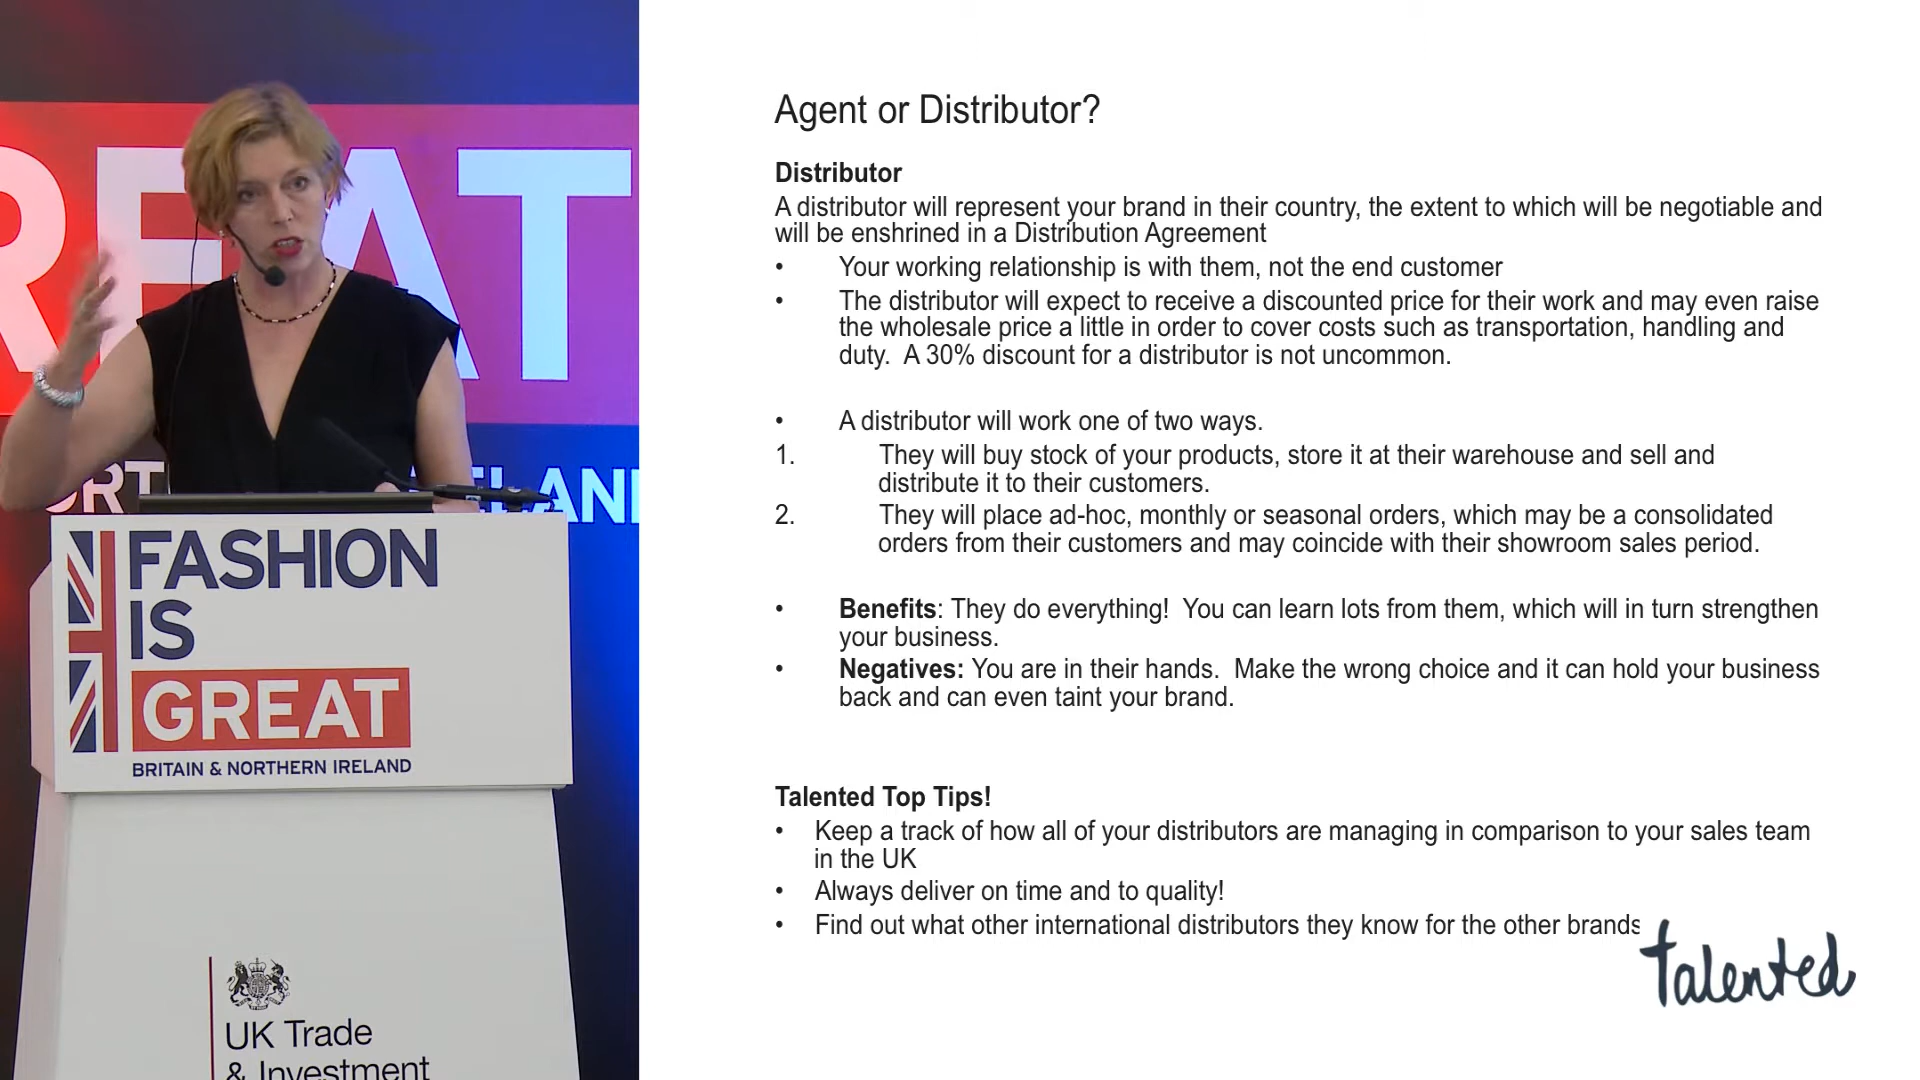 Agent or Distributor?
Distributor
A distributor will represent your brand in their country, the extent to which will be negotiable and
will be enshrined in a Distribution Agreement
• Your working relationship is with them, not the end customer
• The distributor will expect to receive a discounted price for their work and may even raise
the wholesale price a little in order to cover costs such as transportation, handling and
duty. A 30% discount for a distributor is not uncommon.
• A distributor will work one of two ways.
1. They will buy stock of your products, store it at their warehouse and sell and
distribute it to their customers.
2. They will place ad-hoc, monthly or seasonal orders, which may be a consolidated
orders from their customers and may coincide with their showroom sales period.
• Benefits: They do everything! You can learn lots from them, which will in turn strengthen
your business.
• Negatives: You are in their hands. Make the wrong choice and it can hold your business
back and can even taint your brand.
Talented Top Tips!
• Keep a track of how all of your distributors are managing in comparison to your sales team
in the UK
• Always deliver on time and to quality!
• Find out what other international distributors they know for the other brands
talented
FASHION
IS
GREAT
BRITAIN & NORTHERN IRELAND
UK Trade
& Investment